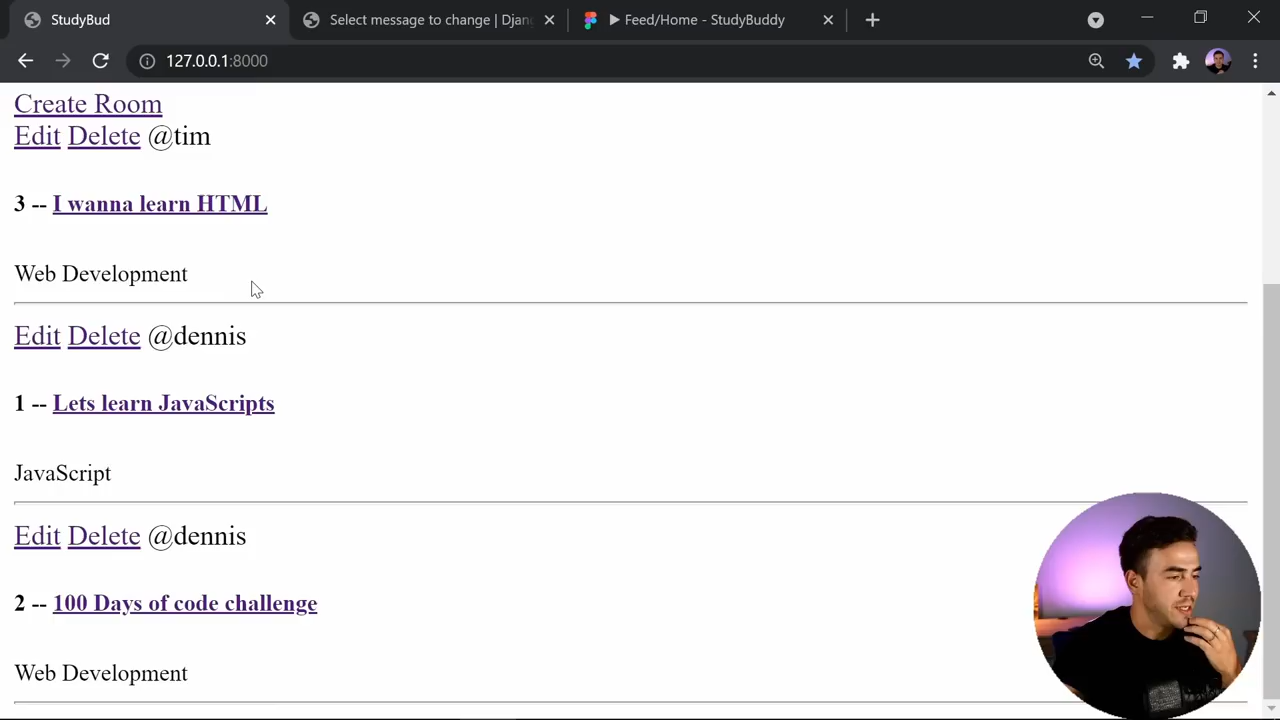 StudyBud
Select message to change | Djan
Feed/Home - StudyBuddy
127.0.0.1:8000
Create Room
Edit Delete @tim
3 -- I wanna learn HTML
Web Development
Edit Delete @dennis
1 -- Lets learn JavaScripts
JavaScript
Edit Delete @dennis
2 -- 100 Days of code challenge
Web Development